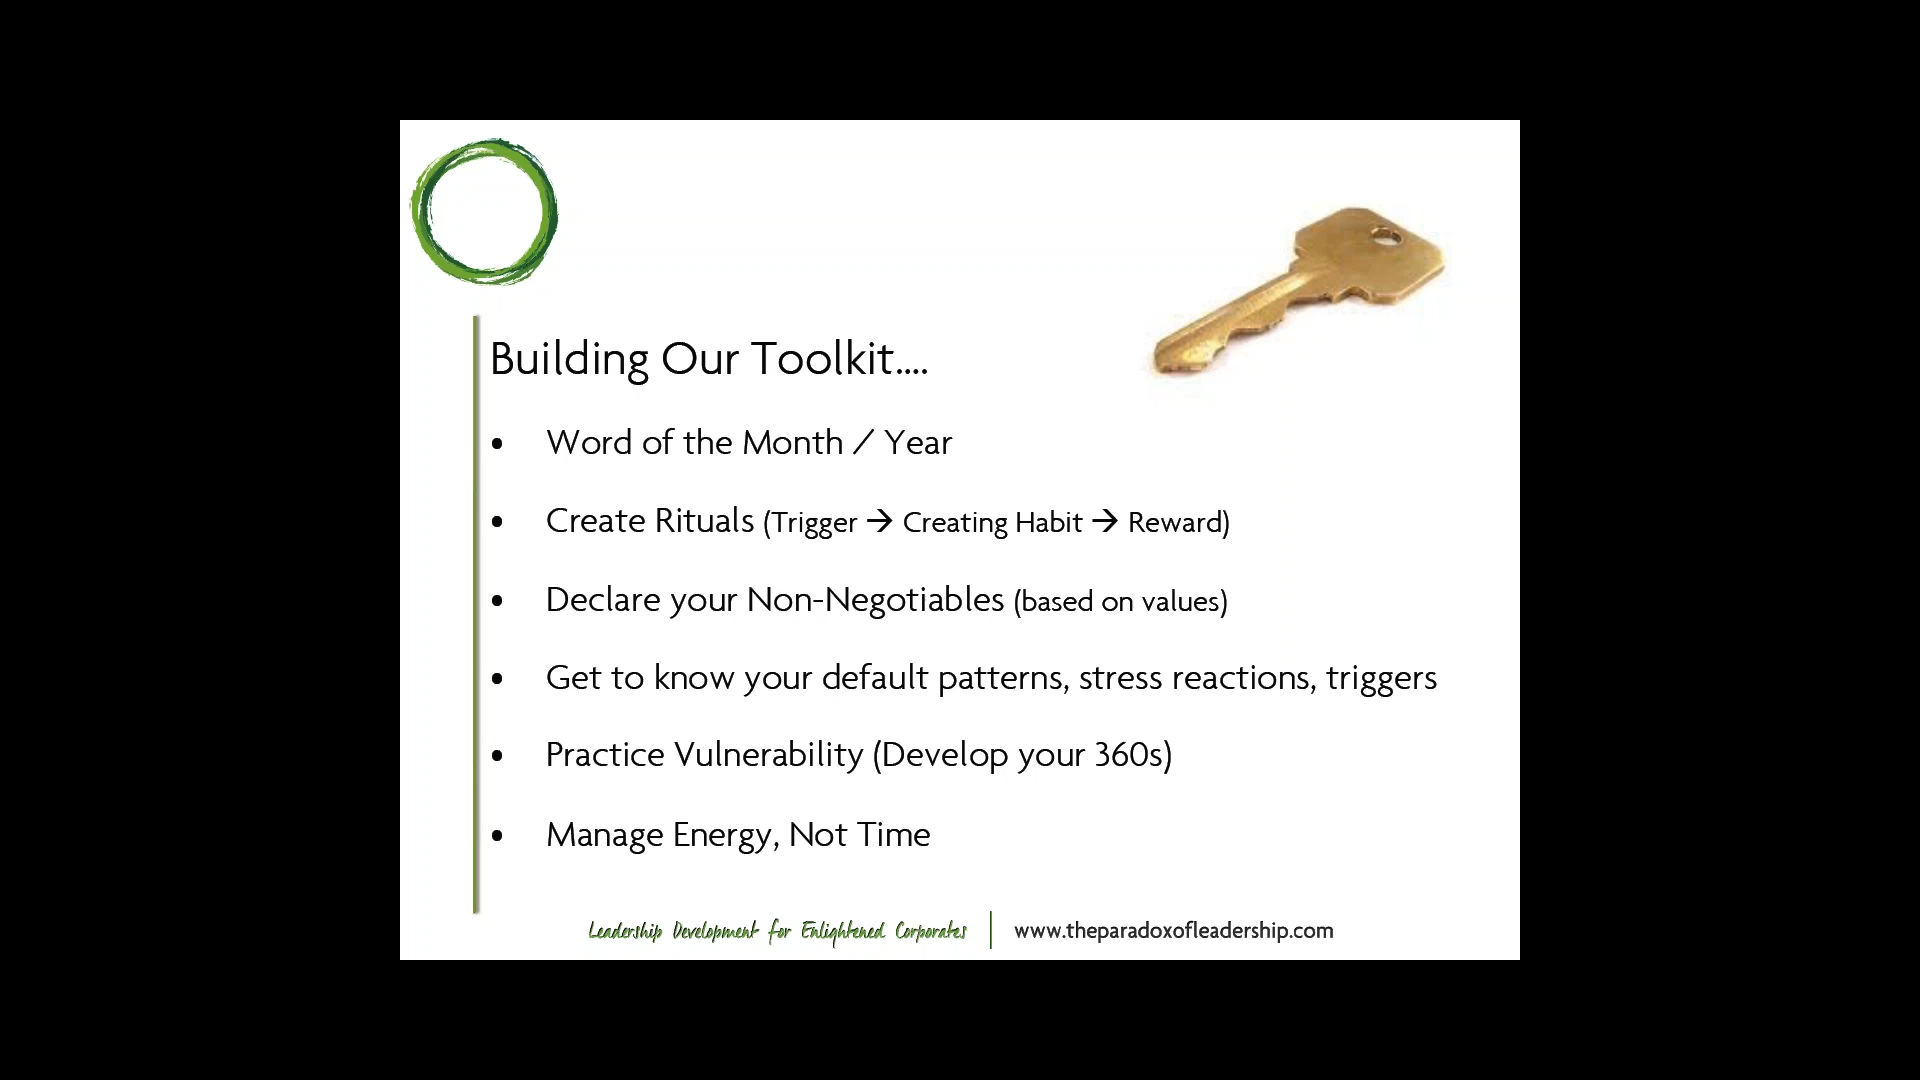 Building Our Toolkit....
• Word of the Month / Year
• Create Rituals (Trigger → Creating Habit → Reward)
• Declare your Non-Negotiables (based on values)
• Get to know your default patterns, stress reactions, triggers
• Practice Vulnerability (Develop your 360s)
• Manage Energy, Not Time
Leadership Development for Enlightened Corporates | www.theparadoxofleadership.com